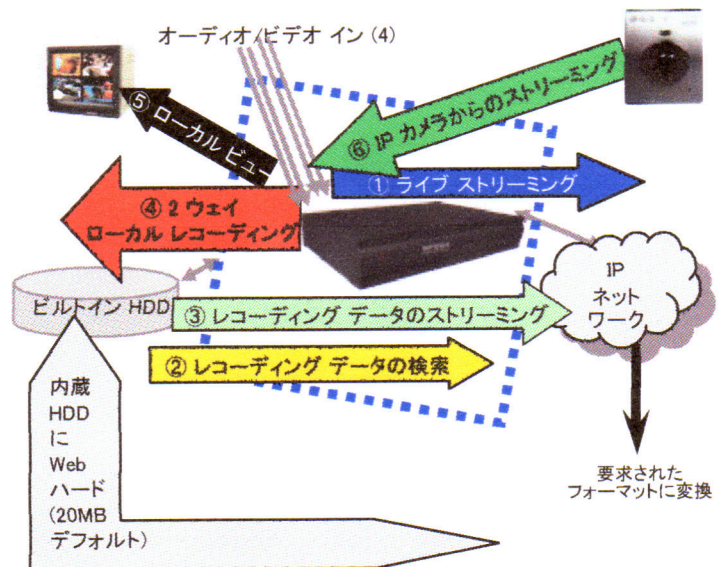 オーディオ/ビデオ イン (4)
⑤ ローカル ビュー
⑥ IP カメラからのストリーミング
① ライブ ストリーミング
④ 2 ウェイ
ローカル レコーディング
IP
ネット
ワーク
ビルトイン HDD
③ レコーディング データのストリーミング
② レコーディング データの検索
内蔵
HDD
に
Web
ハード
(20MB
デフォルト)
要求された
フォーマットに変換